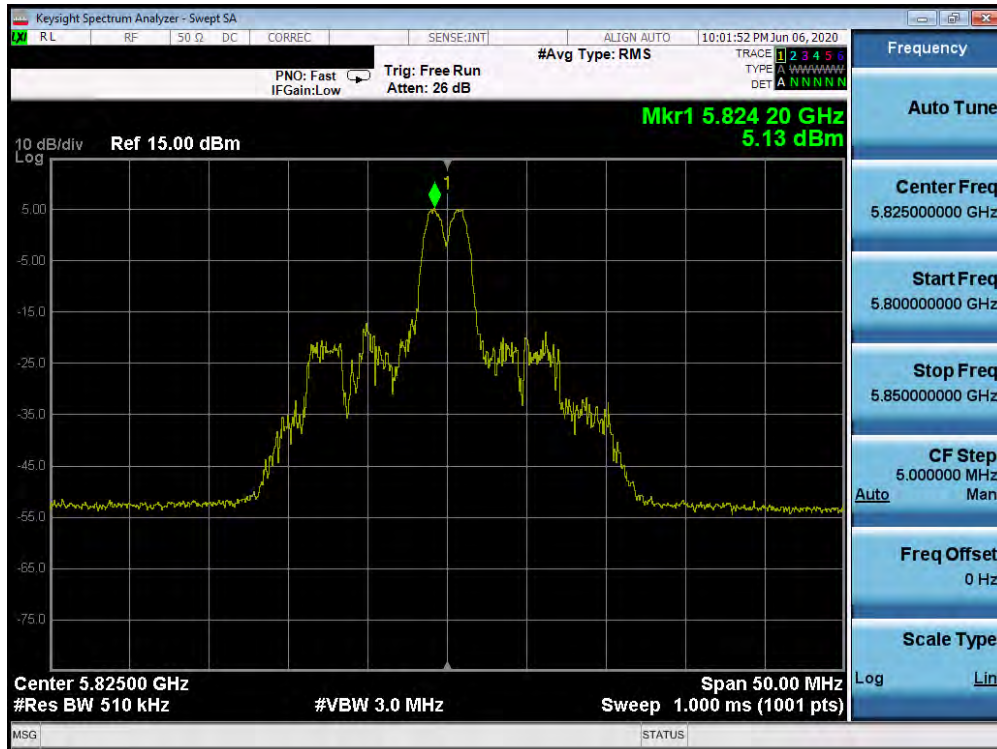 Keysight Spectrum Analyzer - Swept SA
LXI RL RF 50 Ω DC CORREC SENSE:INT ALIGN AUTO 10:01:52 PM Jun 06, 2020
Frequency
#Avg Type: RMS
TRACE 1 2 3 4 5 6
PNO: Fast
Trig: Free Run
TYPE A WWWWW
IFGain:Low
Atten: 26 dB
DET A N N N N N
Auto Tune
Mkr1 5.824 20 GHz
5.13 dBm
10 dB/div
Ref 15.00 dBm
Log
1
5.00
-5.00
-15.0
-25.0
-35.0
-45.0
-55.0
-65.0
-75.0
Center Freq
5.825000000 GHz
Start Freq
5.800000000 GHz
Stop Freq
5.850000000 GHz
CF Step
5.000000 MHz
Auto Man
Freq Offset
0 Hz
Scale Type
Log Lin
Center 5.82500 GHz
Span 50.00 MHz
#Res BW 510 kHz
#VBW 3.0 MHz
Sweep 1.000 ms (1001 pts)
MSG
STATUS